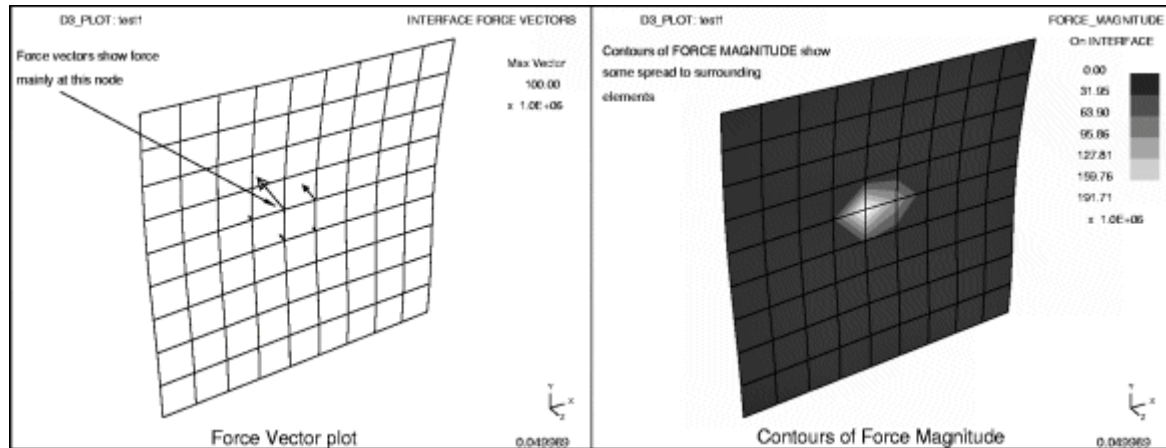 D3_PLOT: test1
INTERFACE FORCE VECTORS
Force vectors show force
mainly at this node
Max Vector
100.00
x 1.0E+06
Y
X
Z
Force Vector plot
0.049989
D3_PLOT: test1
FORCE_MAGNITUDE
On INTERFACE
Contours of FORCE MAGNITUDE show
some spread to surrounding
elements
0.00
31.95
63.90
95.86
127.81
159.76
191.71
x 1.0E+06
Y
X
Z
Contours of Force Magnitude
0.049989